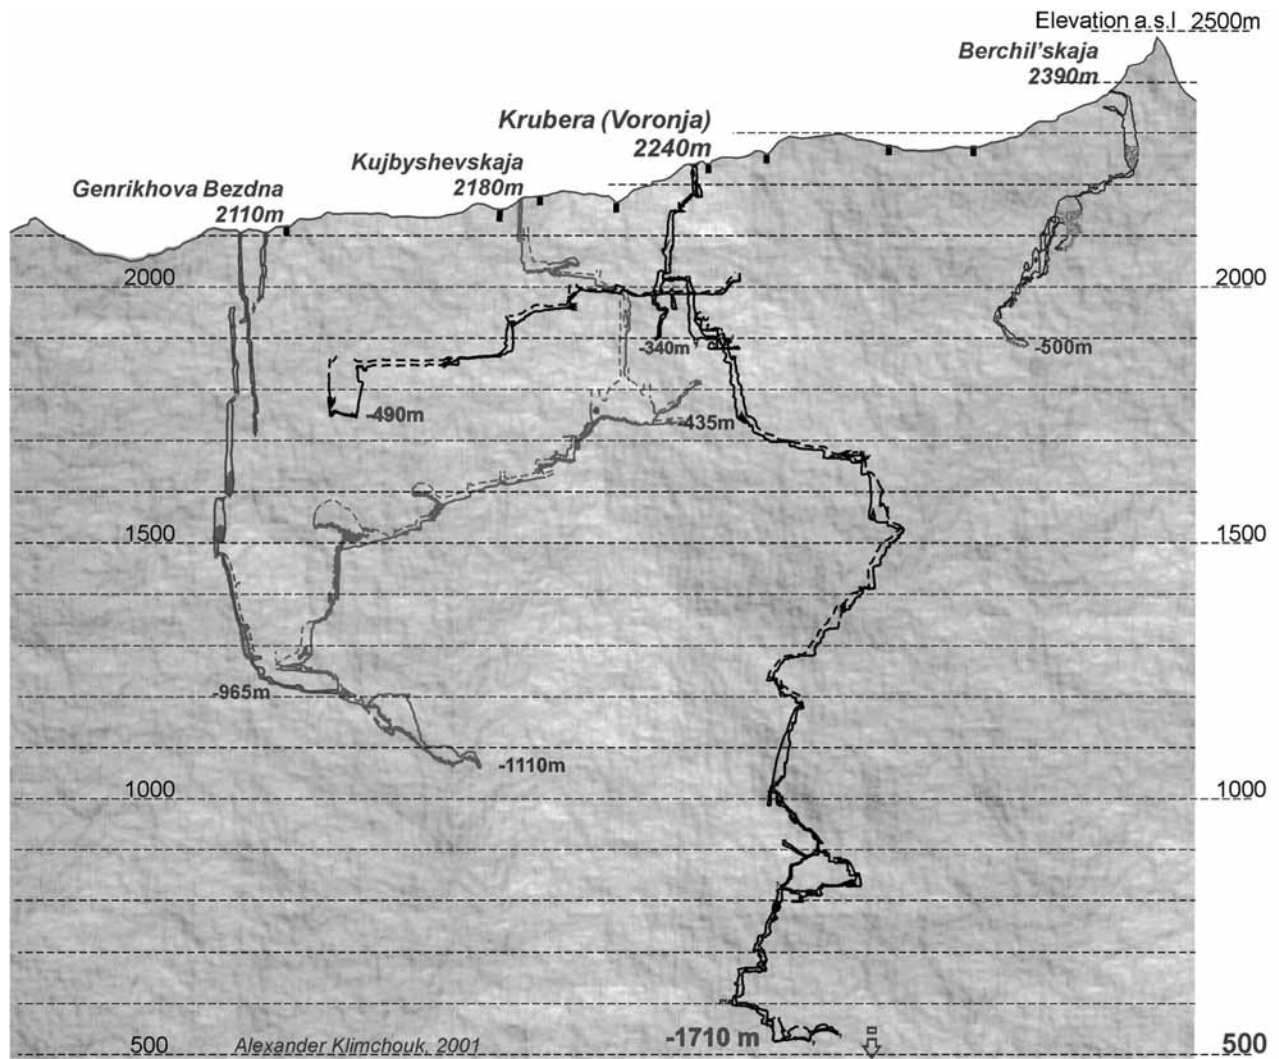 Elevation a.s.l 2500m
Berchil'skaja
2390m
Krubera (Voronja)
2240m
Kujbyshevskaja
2180m
Genrikhova Bezdna
2110m
2000
2000
-340m
-500m
-490m
-435m
1500
1500
-965m
-1110m
1000
1000
-1710 m
500
Alexander Klimchouk, 2001
500